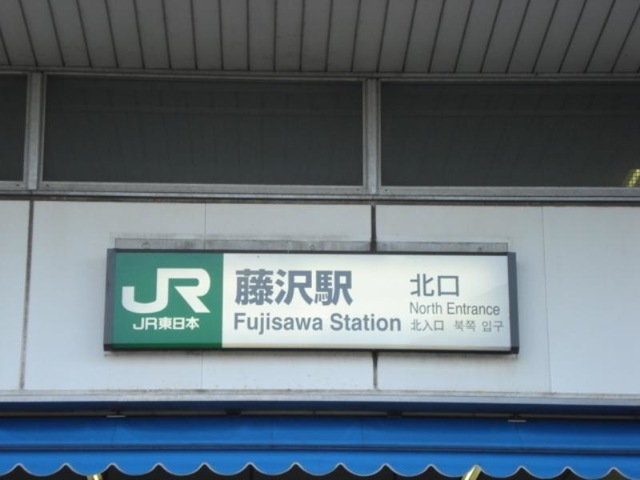 JR
JR東日本
藤沢駅
Fujisawa Station
北口
North Entrance
北入口 북쪽 입구